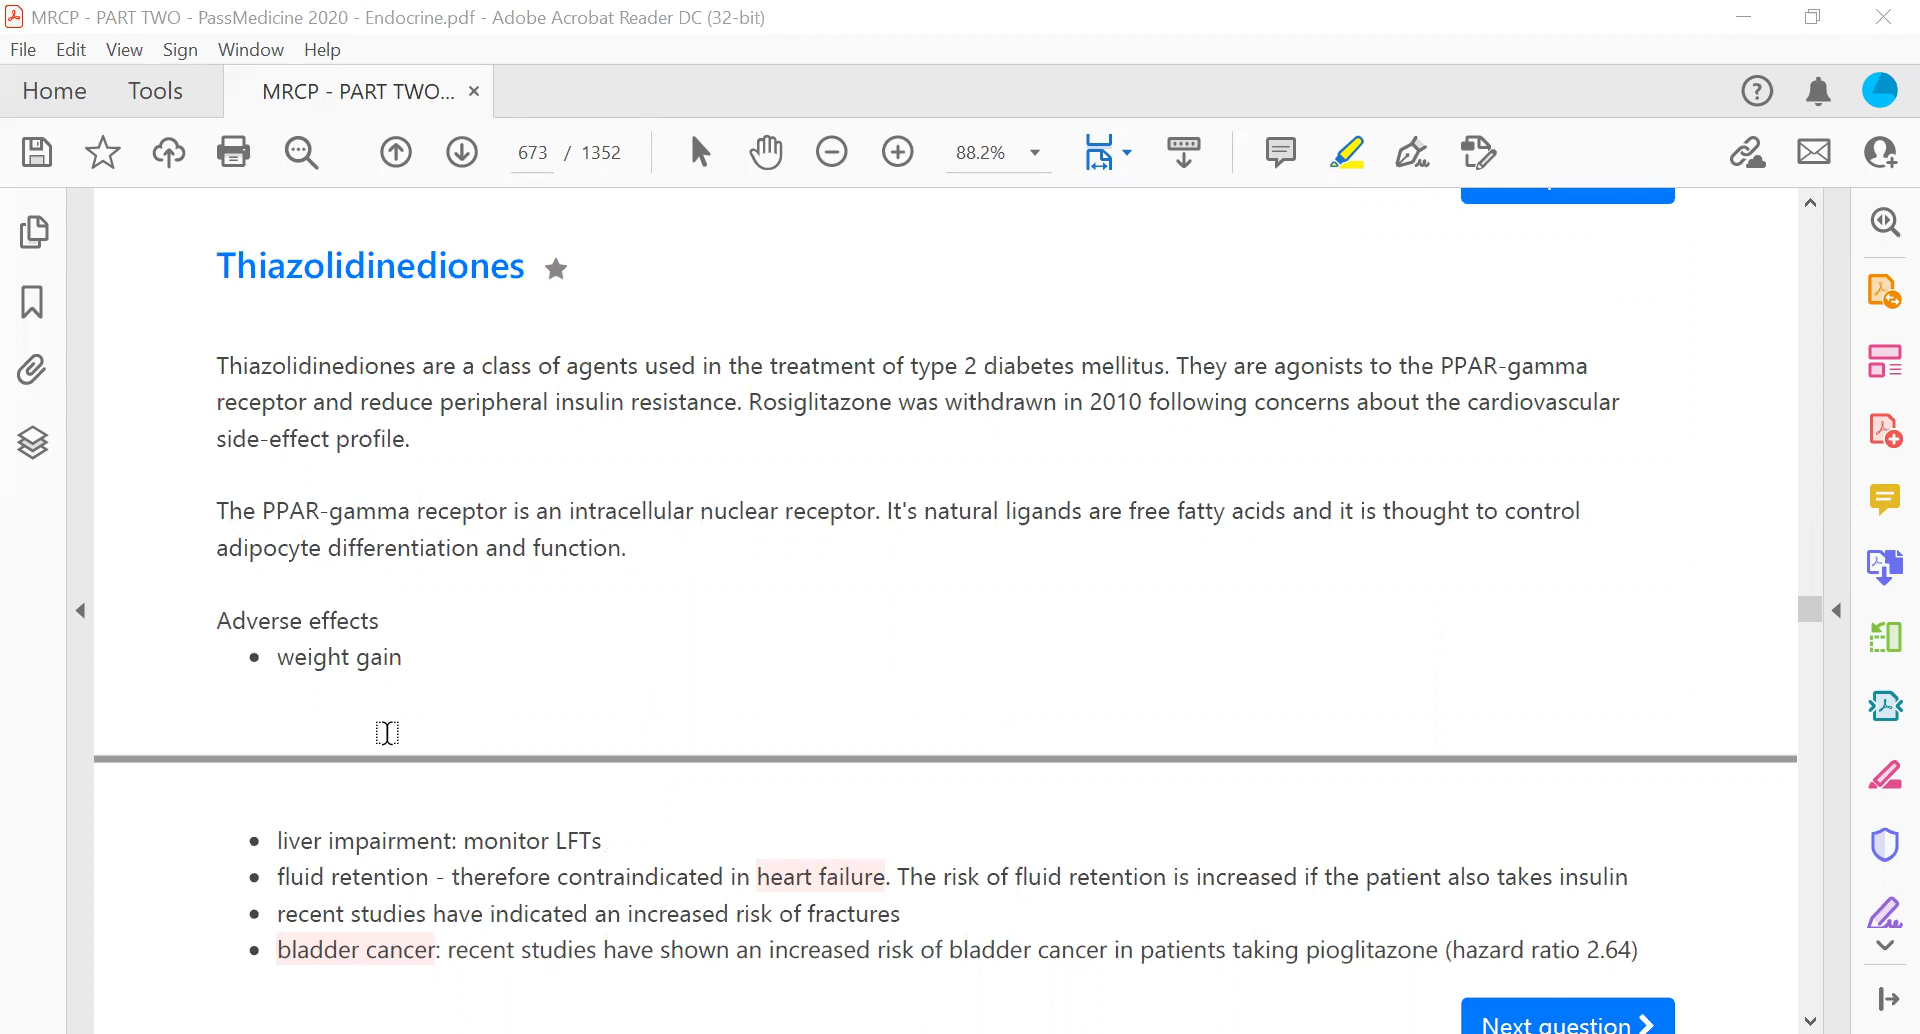 MRCP - PART TWO - PassMedicine 2020 - Endocrine.pdf - Adobe Acrobat Reader DC (32-bit)
File Edit View Sign Window Help
Home Tools MRCP - PART TWO... ×
673 / 1352 88.2%
Thiazolidinediones
Thiazolidinediones are a class of agents used in the treatment of type 2 diabetes mellitus. They are agonists to the PPAR-gamma
receptor and reduce peripheral insulin resistance. Rosiglitazone was withdrawn in 2010 following concerns about the cardiovascular
side-effect profile.
The PPAR-gamma receptor is an intracellular nuclear receptor. It's natural ligands are free fatty acids and it is thought to control
adipocyte differentiation and function.
Adverse effects
• weight gain
• liver impairment: monitor LFTs
• fluid retention - therefore contraindicated in heart failure. The risk of fluid retention is increased if the patient also takes insulin
• recent studies have indicated an increased risk of fractures
• bladder cancer: recent studies have shown an increased risk of bladder cancer in patients taking pioglitazone (hazard ratio 2.64)
Next question